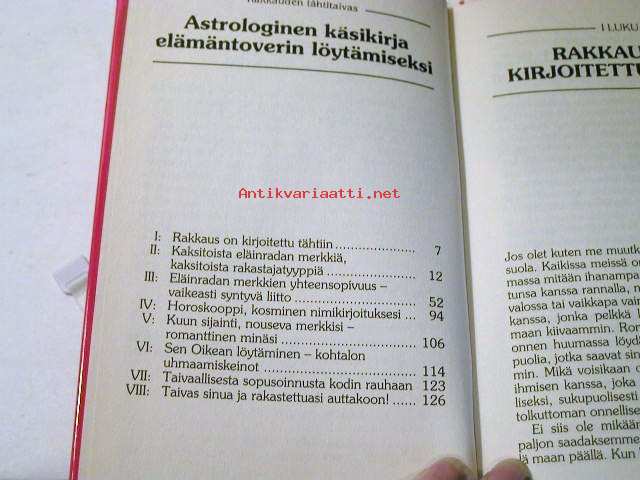 Rakkauden tähtitaivas
Astrologinen käsikirja
elämäntoverin löytämiseksi
Antikvariaatti.net
I: Rakkaus on kirjoitettu tähtiin .............. 7
II: Kaksitoista eläinradan merkkiä,
kaksitoista rakastajatyyppiä ................ 12
III: Eläinradan merkkien yhteensopivuus –
vaikeasti syntyvä liitto ........................ 52
IV: Horoskooppi, kosminen nimikirjoituksesi .... 94
V: Kuun sijainti, nouseva merkkisi –
romanttinen minäsi ............................ 106
VI: Sen Oikean löytäminen – kohtalon
uhmaamiskeinot ................................ 114
VII: Taivaallisesta sopusoinnusta kodin rauhaan 123
VIII: Taivas sinua ja rakastettuasi auttakoon! ...... 126
I LUKU
RAKKAUS
KIRJOITETTU
Jos olet kuten me muutk
suola. Kaikissa meissä on
massa mitään ihanampa
tunsa kanssa rannalla, n
valossa tai vaikkapa vai
kanssa, jonka pelkkä l
maan kiivaammin. Rom
onnen huumassa löydä
puolia, jotka saavat sin
min. Mikä voisikaan o
ihmisen kanssa, joka
liseksi, sukupuolisesti
tolkuttoman onnellise
Ei siis ole mikään
paljon saadaksemme
lä maan päällä. Kun